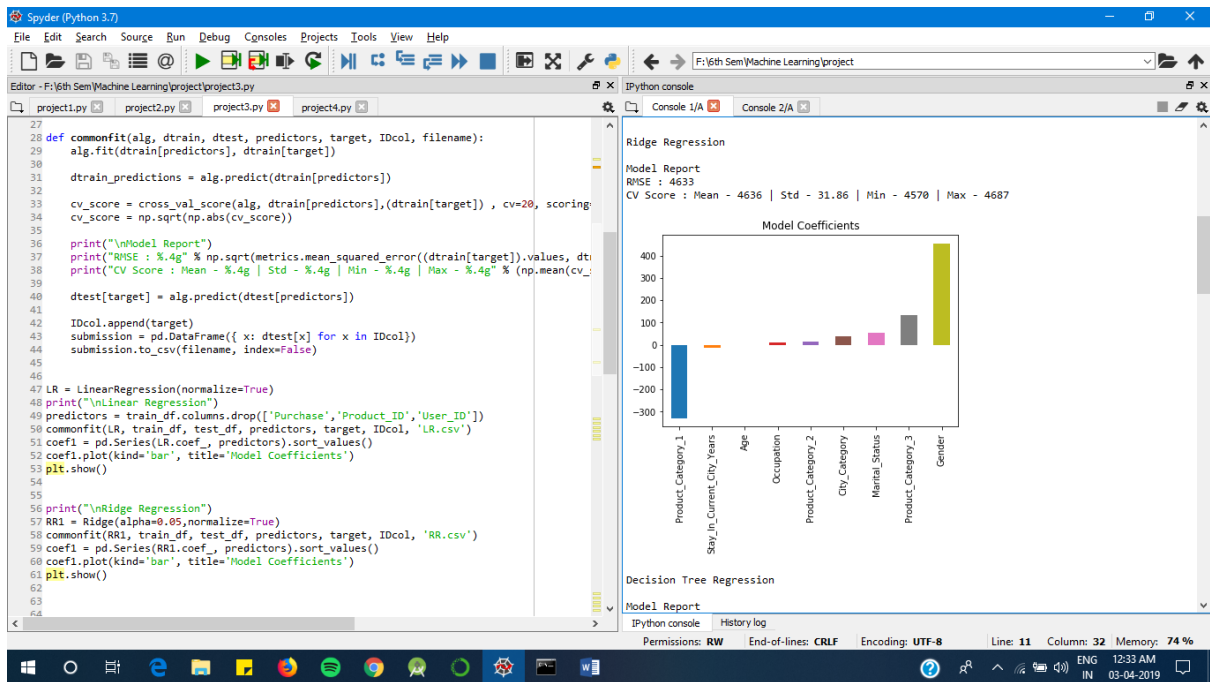 Spyder (Python 3.7)
File Edit Search Source Run Debug Consoles Projects Tools View Help
F:\6th Sem\Machine Learning\project
Editor - F:\6th Sem\Machine Learning\project\project3.py
project1.py project2.py project3.py project4.py
27
28 def commonfit(alg, dtrain, dtest, predictors, target, IDcol, filename):
29     alg.fit(dtrain[predictors], dtrain[target])
30
31     dtrain_predictions = alg.predict(dtrain[predictors])
32
33     cv_score = cross_val_score(alg, dtrain[predictors],(dtrain[target]) , cv=20, scoring
34     cv_score = np.sqrt(np.abs(cv_score))
35
36     print("\nModel Report")
37     print("RMSE : %.4g" % np.sqrt(metrics.mean_squared_error((dtrain[target]).values, dt
38     print("CV Score : Mean - %.4g | Std - %.4g | Min - %.4g | Max - %.4g" % (np.mean(cv_
39
40     dtest[target] = alg.predict(dtest[predictors])
41
42     IDcol.append(target)
43     submission = pd.DataFrame({ x: dtest[x] for x in IDcol})
44     submission.to_csv(filename, index=False)
45
46
47 LR = LinearRegression(normalize=True)
48 print("\nLinear Regression")
49 predictors = train_df.columns.drop(['Purchase','Product_ID','User_ID'])
50 commonfit(LR, train_df, test_df, predictors, target, IDcol, 'LR.csv')
51 coef1 = pd.Series(LR.coef_, predictors).sort_values()
52 coef1.plot(kind='bar', title='Model Coefficients')
53 plt.show()
54
55
56 print("\nRidge Regression")
57 RR1 = Ridge(alpha=0.05,normalize=True)
58 commonfit(RR1, train_df, test_df, predictors, target, IDcol, 'RR.csv')
59 coef1 = pd.Series(RR1.coef_, predictors).sort_values()
60 coef1.plot(kind='bar', title='Model Coefficients')
61 plt.show()
62
63
64
IPython console
Console 1/A Console 2/A
Ridge Regression
Model Report
RMSE : 4633
CV Score : Mean - 4636 | Std - 31.86 | Min - 4570 | Max - 4687
Model Coefficients
400
300
200
100
0
−100
−200
−300
Product_Category_1
Stay_In_Current_City_Years
Age
Occupation
Product_Category_2
City_Category
Marital_Status
Product_Category_3
Gender
Decision Tree Regression
Model Report
IPython console History log
Permissions: RW End-of-lines: CRLF Encoding: UTF-8 Line: 11 Column: 32 Memory: 74 %
ENG 12:33 AM
IN 03-04-2019